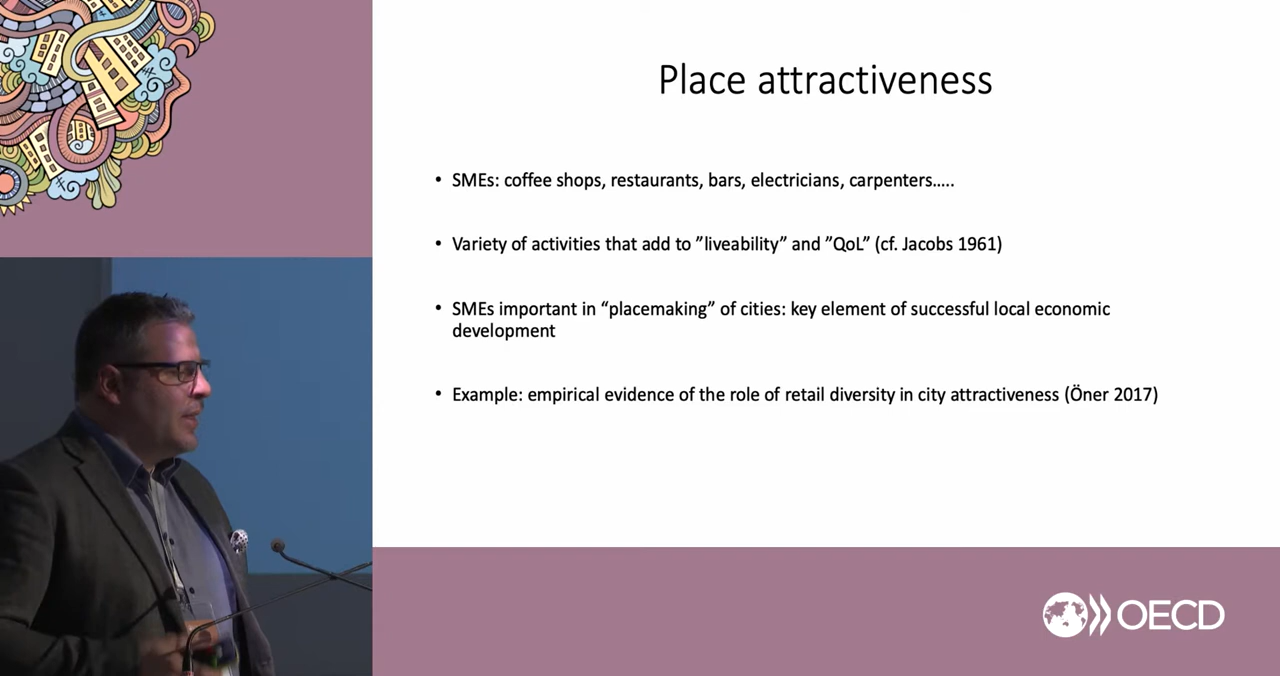 Place attractiveness
• SMEs: coffee shops, restaurants, bars, electricians, carpenters.....
• Variety of activities that add to ”liveability” and ”QoL” (cf. Jacobs 1961)
• SMEs important in “placemaking” of cities: key element of successful local economic
development
• Example: empirical evidence of the role of retail diversity in city attractiveness (Öner 2017)
OECD